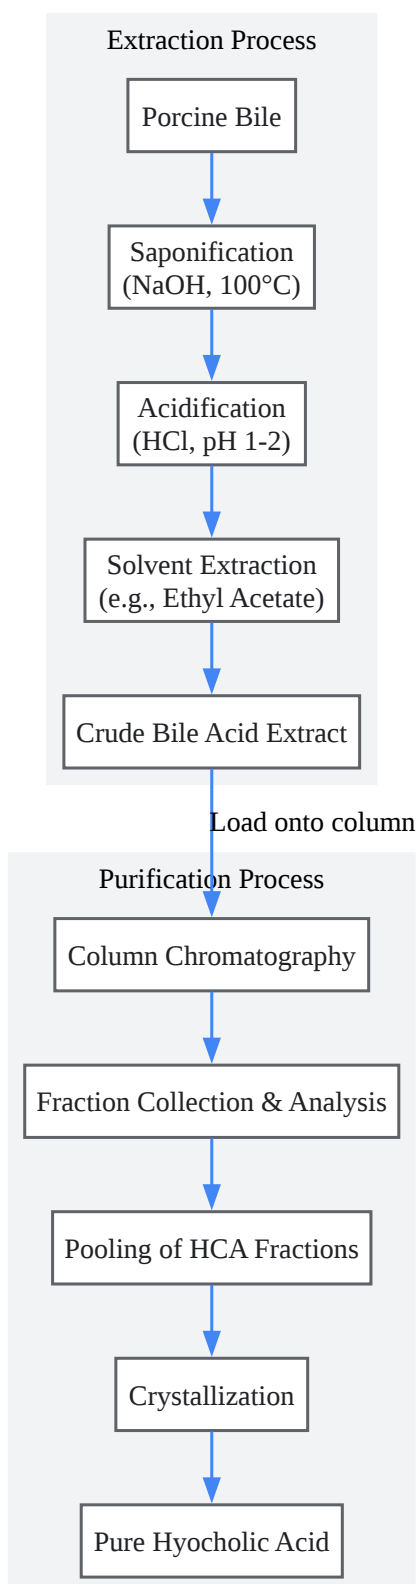 Extraction Process
Porcine Bile
Saponification
(NaOH, 100°C)
Acidification
(HCl, pH 1-2)
Solvent Extraction
(e.g., Ethyl Acetate)
Crude Bile Acid Extract
Load onto column
Purification Process
Column Chromatography
Fraction Collection & Analysis
Pooling of HCA Fractions
Crystallization
Pure Hyocholic Acid